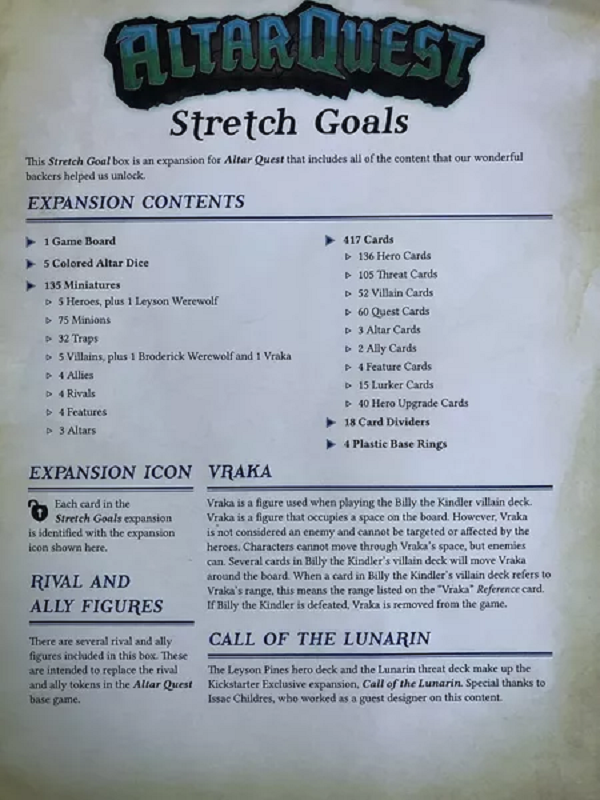 ALTARQUEST
Stretch Goals
This Stretch Goal box is an expansion for Altar Quest that includes all of the content that our wonderful
backers helped us unlock.
EXPANSION CONTENTS
1 Game Board
5 Colored Altar Dice
135 Miniatures
5 Heroes, plus 1 Leyson Werewolf
75 Minions
32 Traps
5 Villains, plus 1 Broderick Werewolf and 1 Vraka
4 Allies
4 Rivals
4 Features
3 Altars
417 Cards
136 Hero Cards
105 Threat Cards
52 Villain Cards
60 Quest Cards
3 Altar Cards
2 Ally Cards
4 Feature Cards
15 Lurker Cards
40 Hero Upgrade Cards
18 Card Dividers
4 Plastic Base Rings
EXPANSION ICON
Each card in the
Stretch Goals expansion
is identified with the expansion
icon shown here.
RIVAL AND
ALLY FIGURES
There are several rival and ally
figures included in this box. These
are intended to replace the rival
and ally tokens in the Altar Quest
base game.
VRAKA
Vraka is a figure used when playing the Billy the Kindler villain deck.
Vraka is a figure that occupies a space on the board. However, Vraka
is not considered an enemy and cannot be targeted or affected by the
heroes. Characters cannot move through Vraka's space, but enemies
can. Several cards in Billy the Kindler's villain deck will move Vraka
around the board. When a card in Billy the Kindler's villain deck refers to
Vraka's range, this means the range listed on the "Vraka" Reference card.
If Billy the Kindler is defeated, Vraka is removed from the game.
CALL OF THE LUNARIN
The Leyson Pines hero deck and the Lunarin threat deck make up the
Kickstarter Exclusive expansion, Call of the Lunarin. Special thanks to
Issac Childres, who worked as a guest designer on this content.